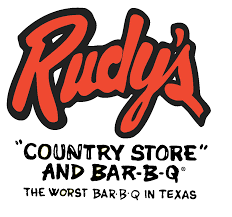 Rudy's
"COUNTRY STORE"
AND BAR-B-Q®
THE WORST BAR·B·Q IN TEXAS